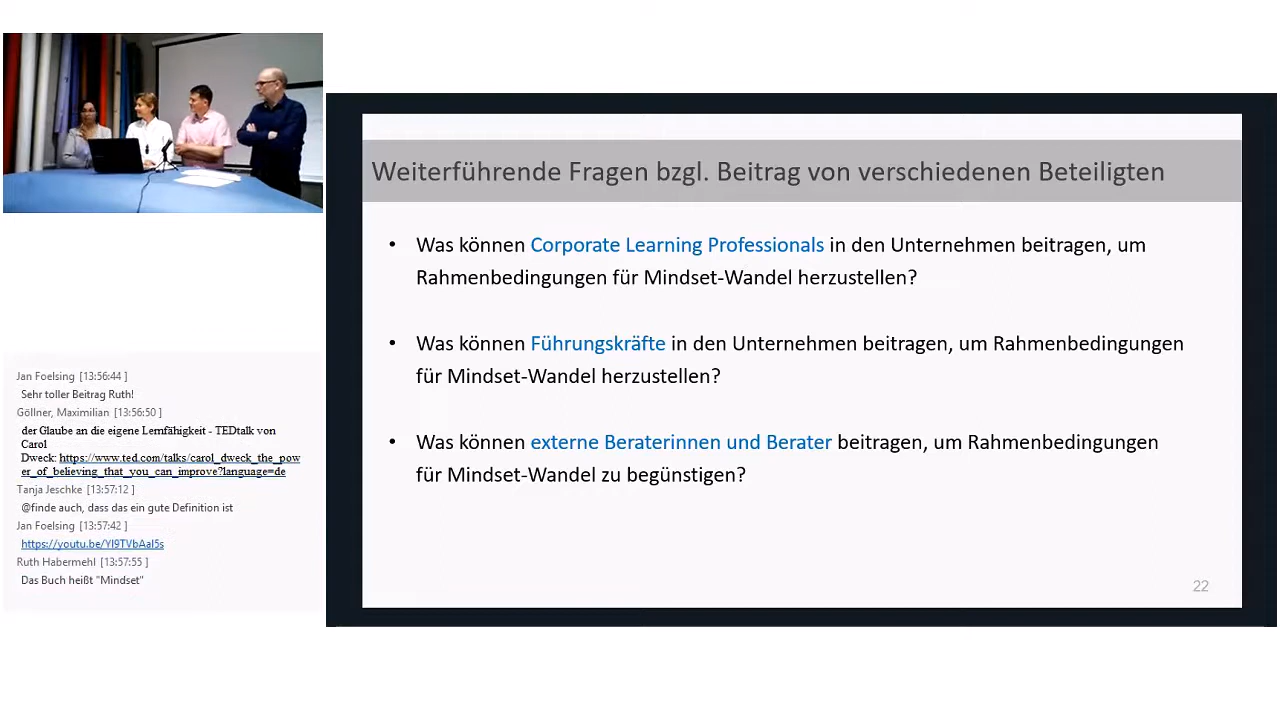 Weiterführende Fragen bzgl. Beitrag von verschiedenen Beteiligten
• Was können Corporate Learning Professionals in den Unternehmen beitragen, um
Rahmenbedingungen für Mindset-Wandel herzustellen?
• Was können Führungskräfte in den Unternehmen beitragen, um Rahmenbedingungen
für Mindset-Wandel herzustellen?
• Was können externe Beraterinnen und Berater beitragen, um Rahmenbedingungen
für Mindset-Wandel zu begünstigen?
22
Jan Foelsing [13:56:44 ]
Sehr toller Beitrag Ruth!
Göllner, Maximilian [13:56:50 ]
der Glaube an die eigene Lernfähigkeit - TEDtalk von
Carol
Dweck: https://www.ted.com/talks/carol_dweck_the_pow
er_of_believing_that_you_can_improve?language=de
Tanja Jeschke [13:57:12 ]
@finde auch, dass das ein gute Definition ist
Jan Foelsing [13:57:42 ]
https://youtu.be/Yl9TVbAal5s
Ruth Habermehl [13:57:55 ]
Das Buch heißt "Mindset"